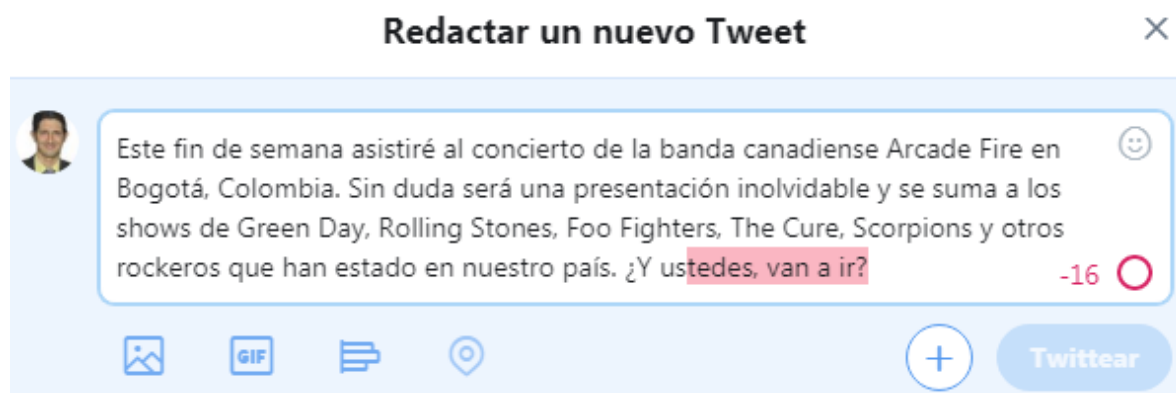 Redactar un nuevo Tweet
Este fin de semana asistiré al concierto de la banda canadiense Arcade Fire en
Bogotá, Colombia. Sin duda será una presentación inolvidable y se suma a los
shows de Green Day, Rolling Stones, Foo Fighters, The Cure, Scorpions y otros
rockeros que han estado en nuestro país. ¿Y ustedes, van a ir?
-16
GIF
Twittear